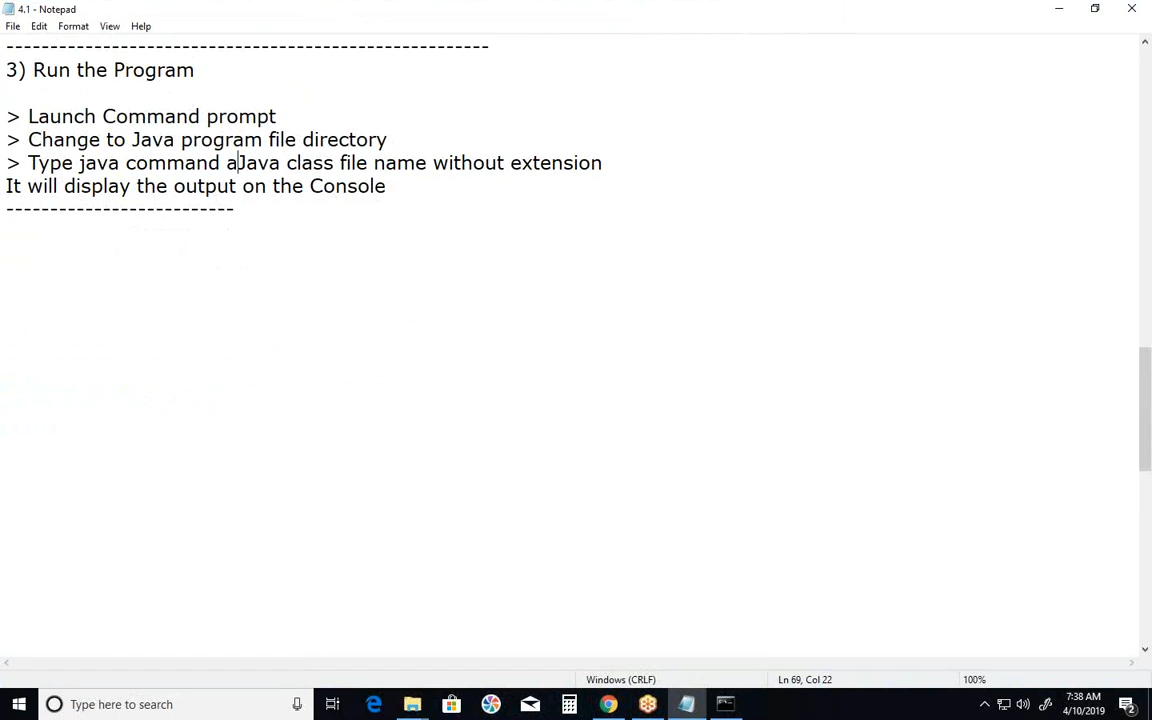 4.1 - Notepad
File Edit Format View Help
-------------------------------------------------------
3) Run the Program
> Launch Command prompt
> Change to Java program file directory
> Type java command aJava class file name without extension
It will display the output on the Console
--------------------------
Windows (CRLF) Ln 69, Col 22 100%
Type here to search
7:38 AM
4/10/2019
2